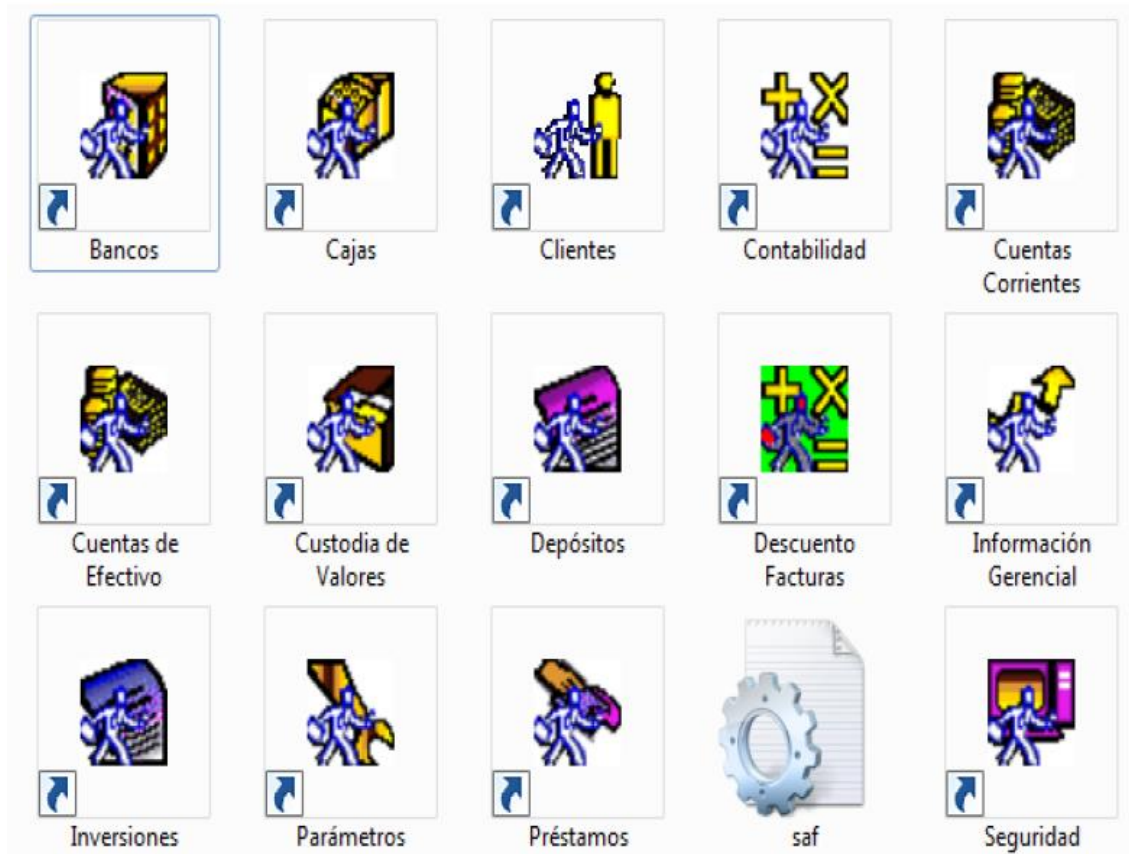 Bancos
Cajas
Clientes
Contabilidad
Cuentas
Corrientes
Cuentas de
Efectivo
Custodia de
Valores
Depósitos
Descuento
Facturas
Información
Gerencial
Inversiones
Parámetros
Préstamos
saf
Seguridad